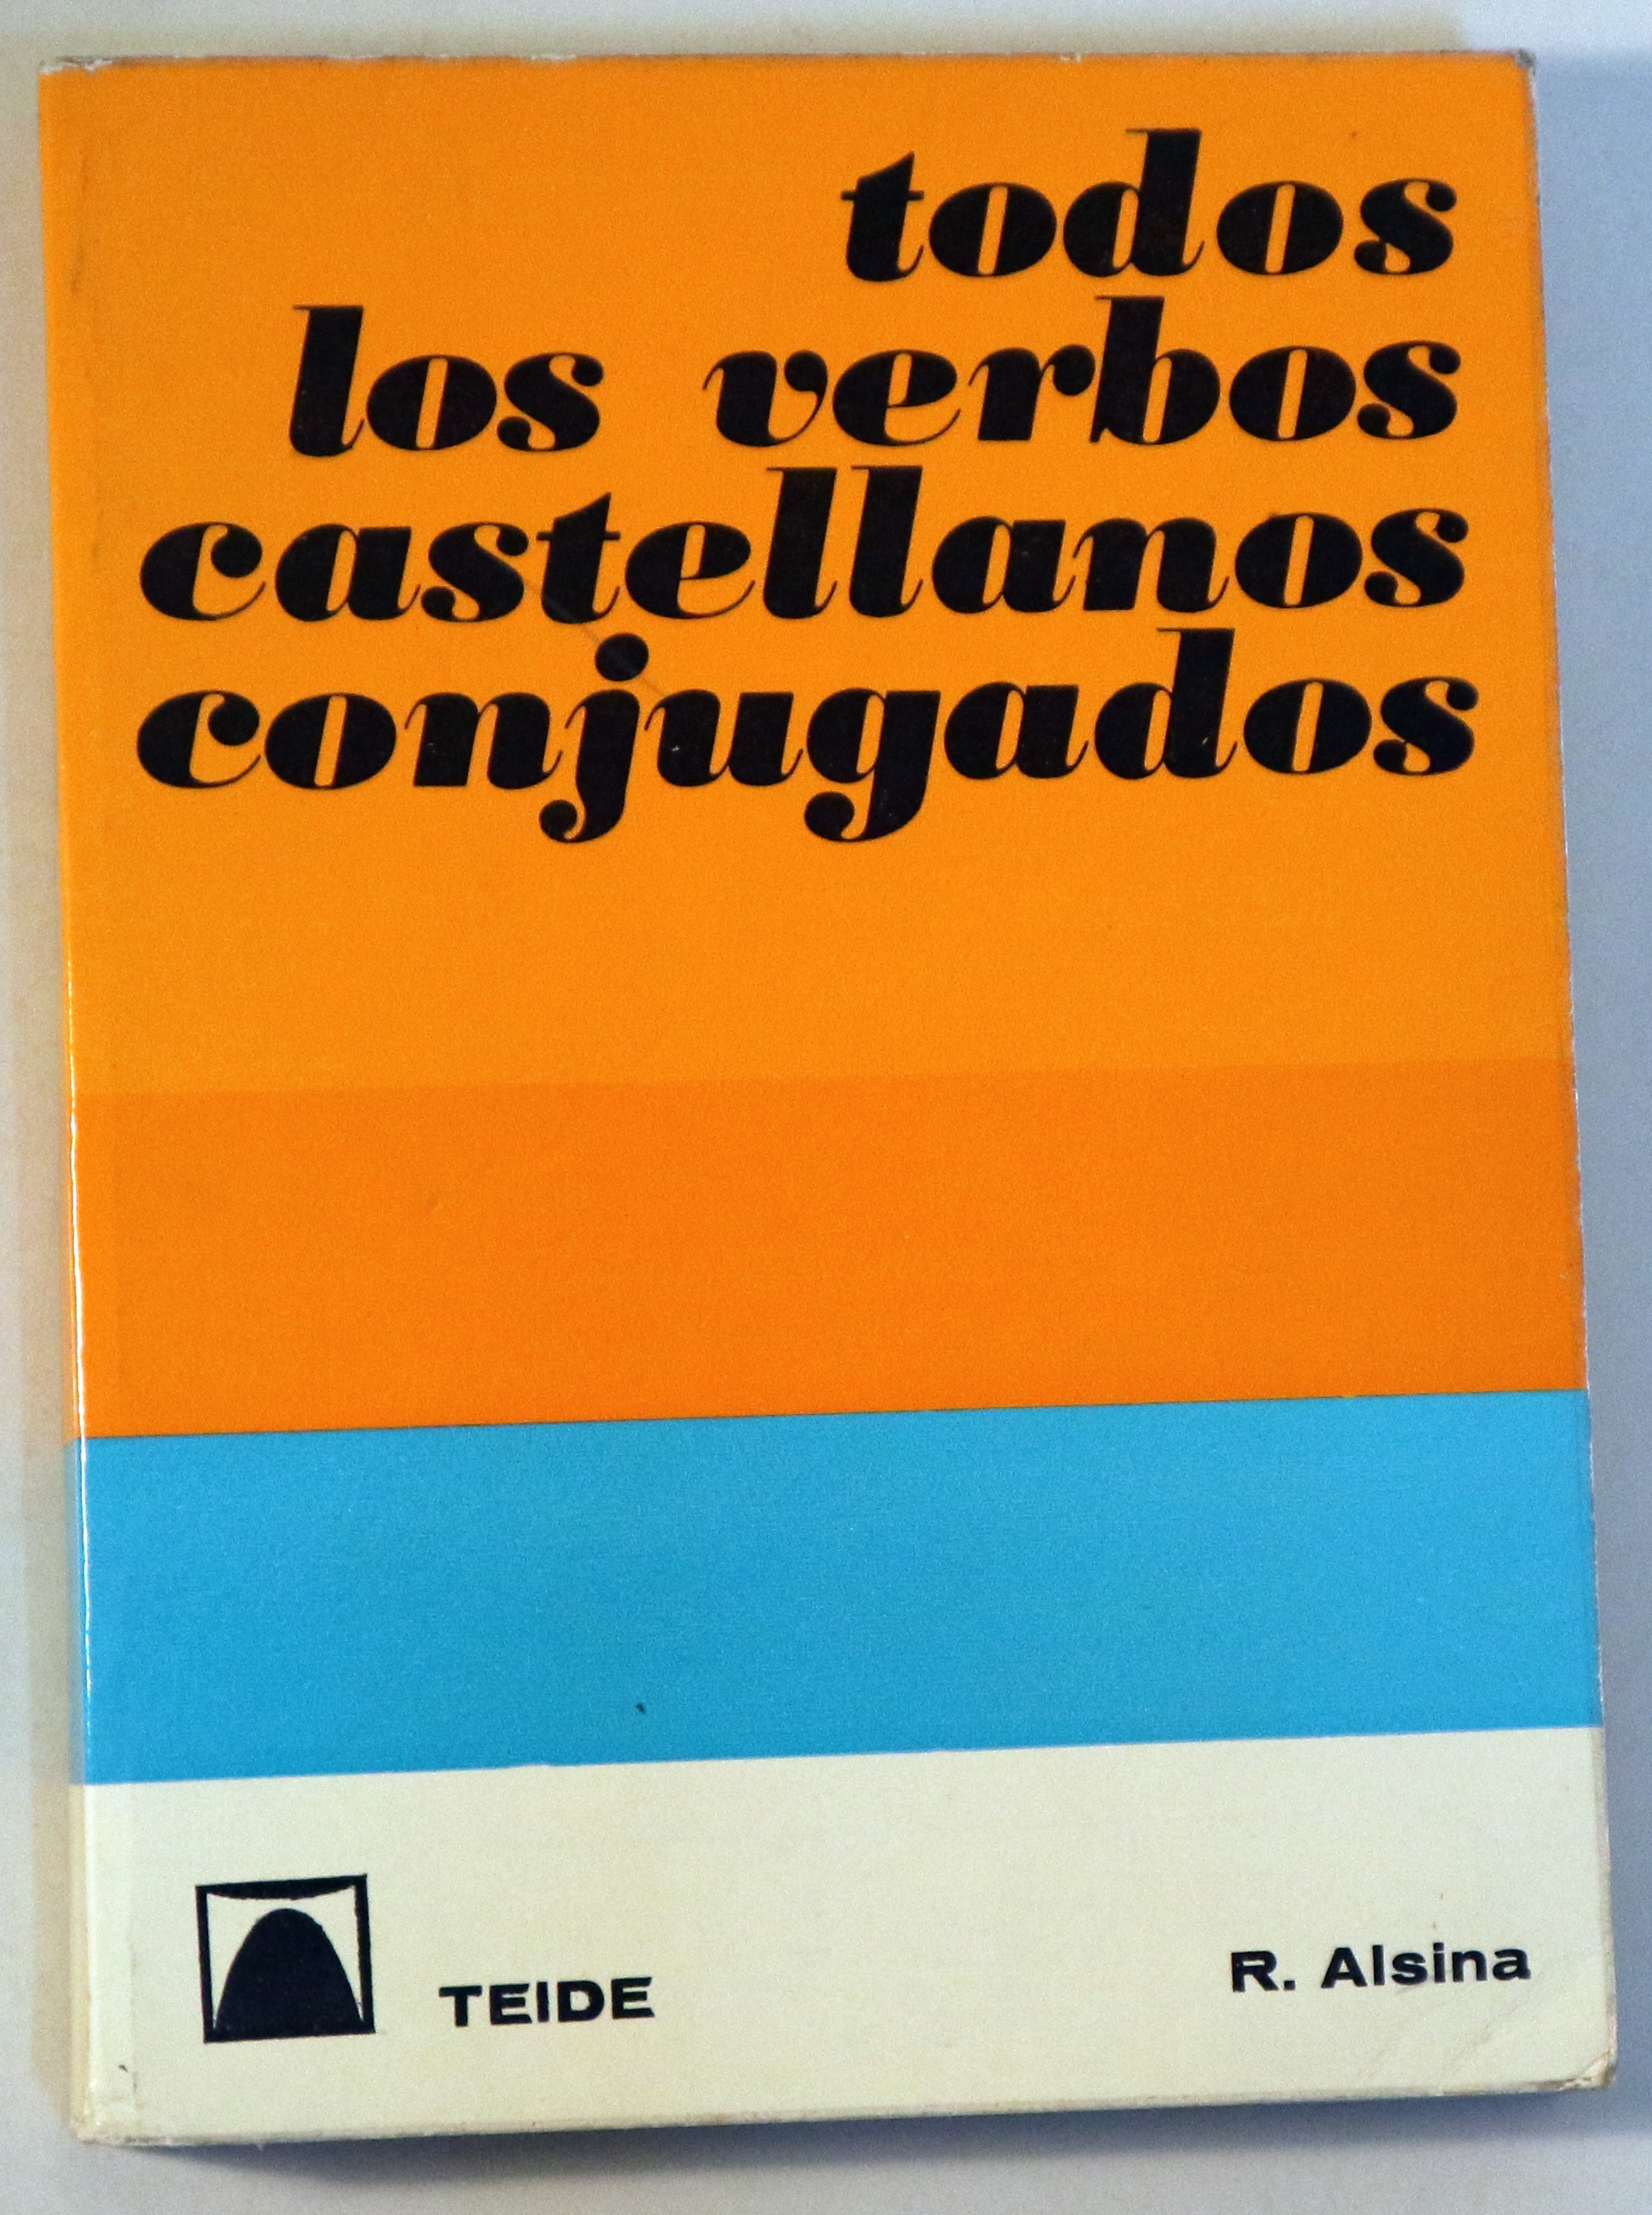 todos
los verbos
castellanos
conjugados
TEIDE
R. Alsina